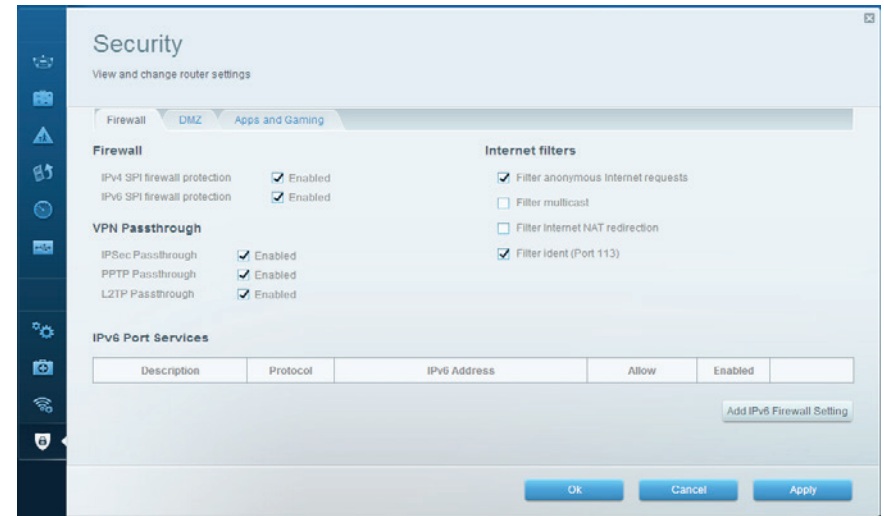 Security
View and change router settings
Firewall DMZ Apps and Gaming
Firewall
IPv4 SPI firewall protection Enabled
IPv6 SPI firewall protection Enabled
VPN Passthrough
IPSec Passthrough Enabled
PPTP Passthrough Enabled
L2TP Passthrough Enabled
Internet filters
Filter anonymous Internet requests
Filter multicast
Filter Internet NAT redirection
Filter ident (Port 113)
IPv6 Port Services
Description Protocol IPv6 Address Allow Enabled
Add IPv6 Firewall Setting
Ok Cancel Apply